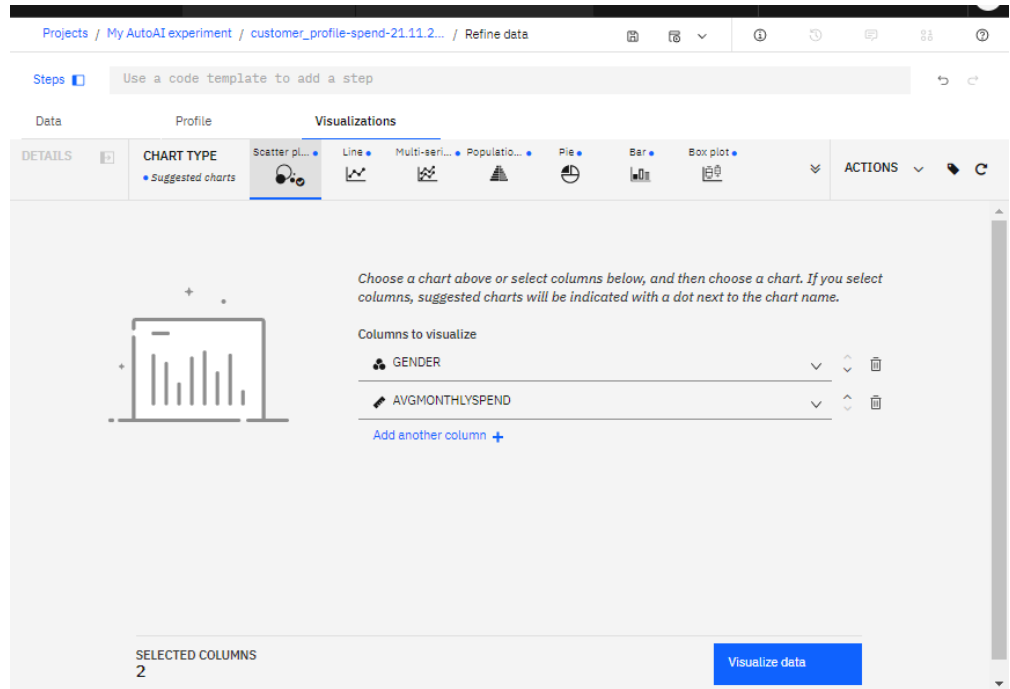 Projects / My AutoAI experiment / customer_profile-spend-21.11.2... / Refine data
Steps Use a code template to add a step
Data Profile Visualizations
DETAILS CHART TYPE Scatter pl... Line Multi-seri... Populatio... Pie Bar Box plot ACTIONS
Suggested charts
Choose a chart above or select columns below, and then choose a chart. If you select
columns, suggested charts will be indicated with a dot next to the chart name.
Columns to visualize
GENDER
AVGMONTHLYSPEND
Add another column +
SELECTED COLUMNS
2
Visualize data